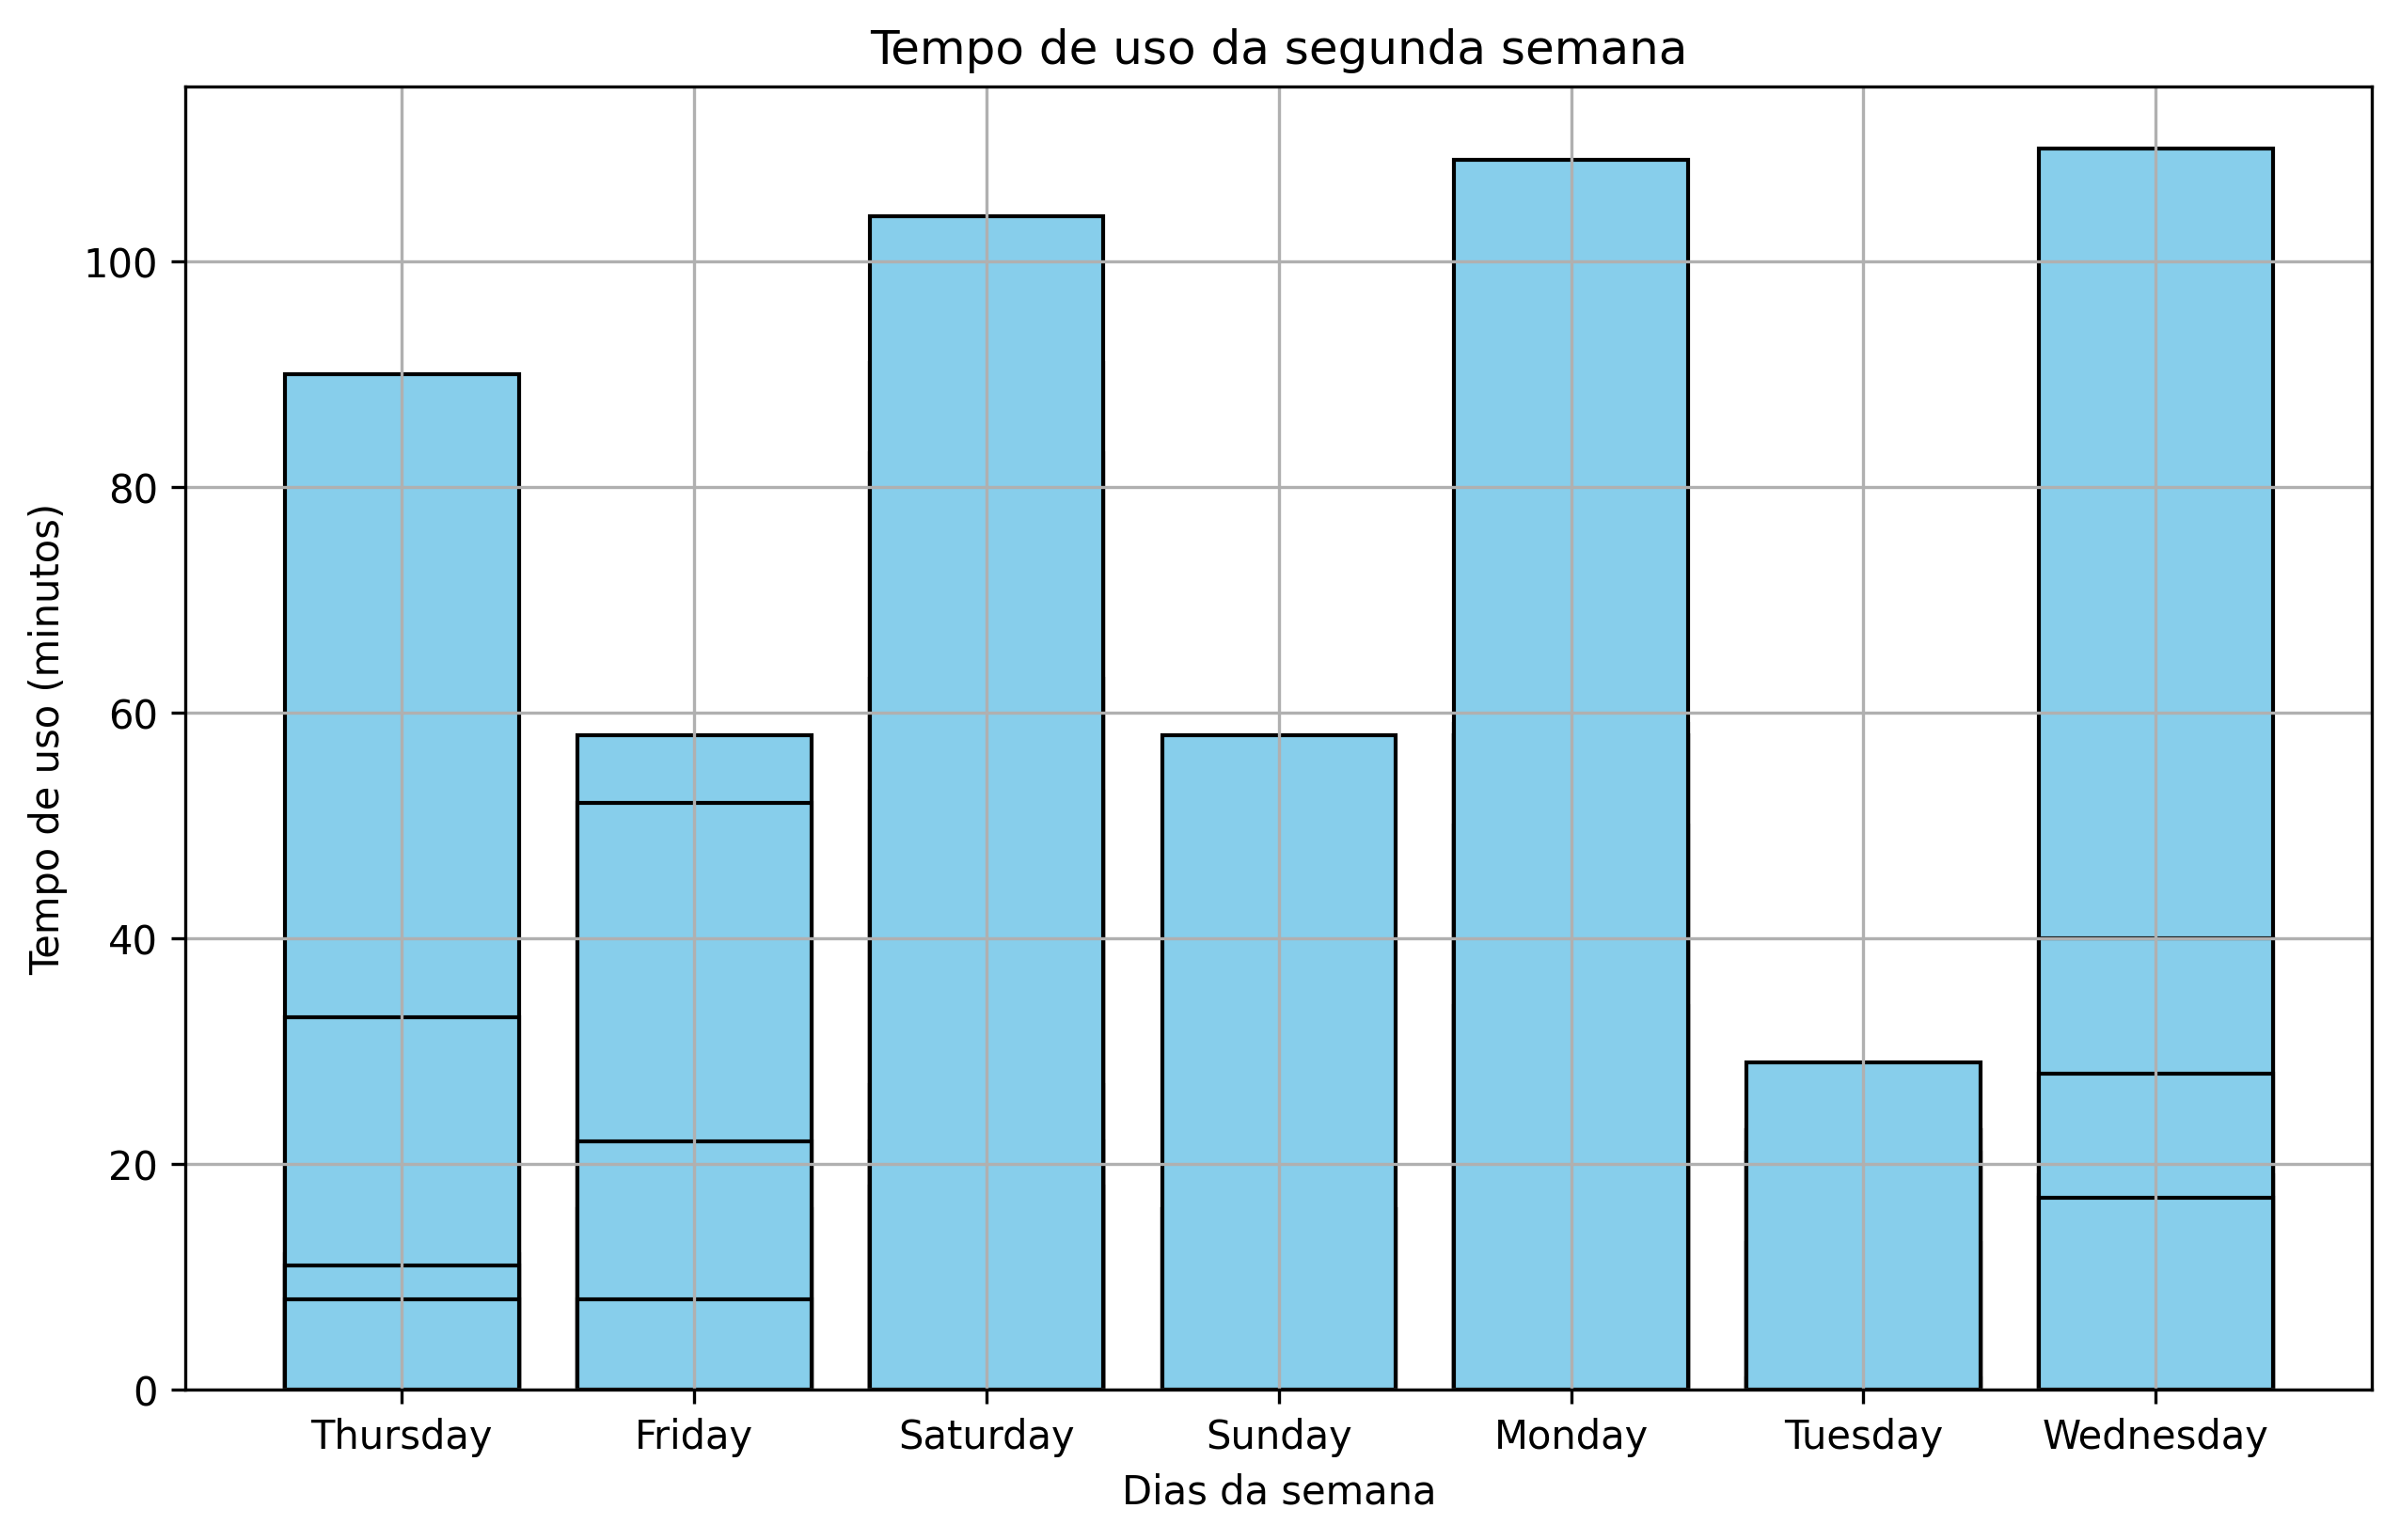 Tempo de uso da segunda semana
Tempo de uso (minutos)
100
80
60
40
20
0
Thursday Friday Saturday Sunday Monday Tuesday Wednesday
Dias da semana